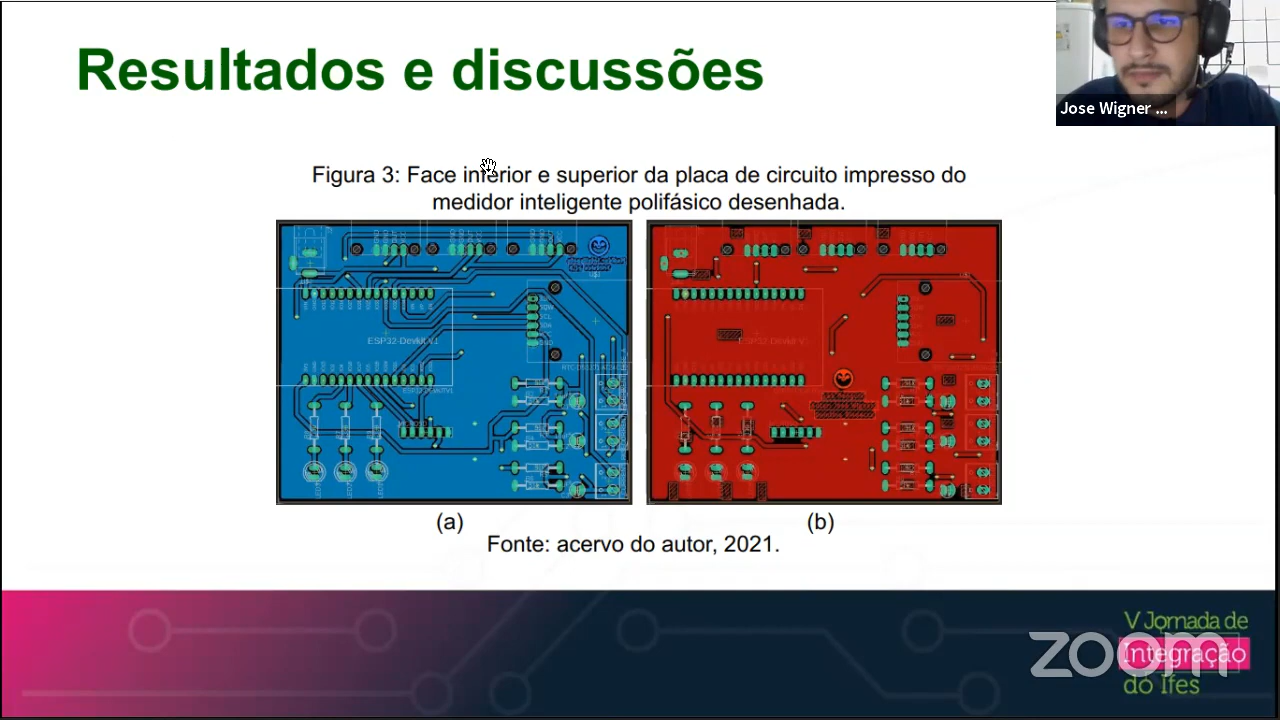 Resultados e discussões
Jose Wigner ...
Figura 3: Face inferior e superior da placa de circuito impresso do
medidor inteligente polifásico desenhada.
ESP32-DevkitV1
(a)
(b)
Fonte: acervo do autor, 2021.
V Jornada de
Integração
do Ifes
zoom